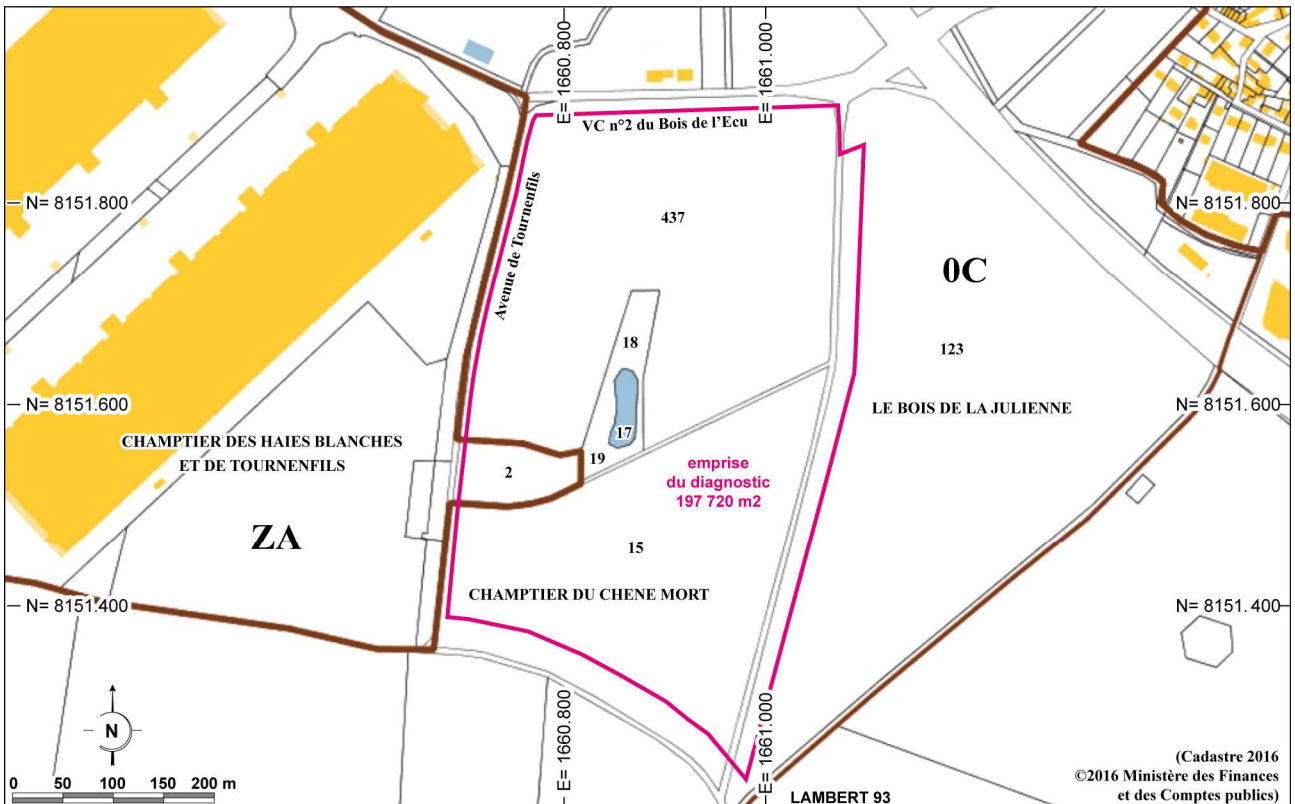 E= 1660.800
E= 1661.000
VC n°2 du Bois de l'Ecu
N= 8151.800
N= 8151.800
Avenue de Tournenfils
437
0C
18
123
N= 8151.600
N= 8151.600
LE BOIS DE LA JULIENNE
17
CHAMPTIER DES HAIES BLANCHES
ET DE TOURNENFILS
19
2
emprise
du diagnostic
197 720 m2
ZA
15
CHAMPTIER DU CHENE MORT
N= 8151.400
N= 8151.400
E= 1660.800
E= 1661.000
N
0 50 100 150 200 m
LAMBERT 93
(Cadastre 2016
©2016 Ministère des Finances
et des Comptes publics)